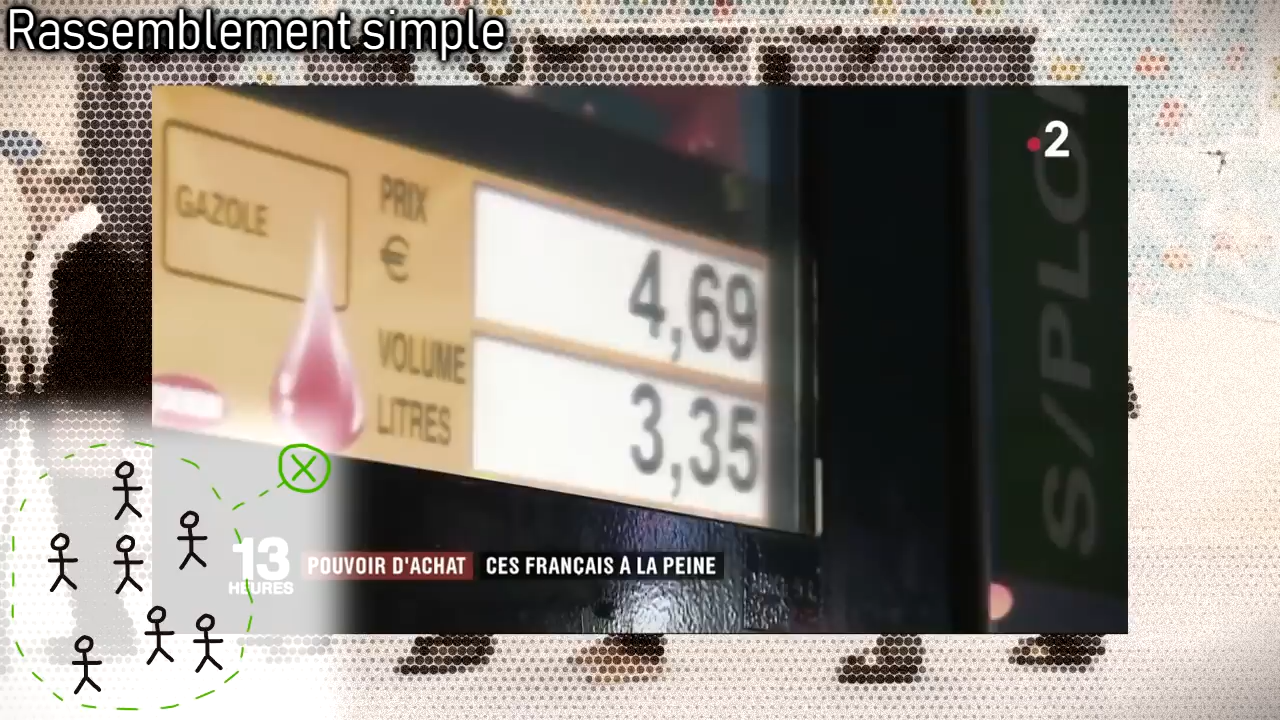 Rassemblement simple
2
GAZOLE
PRIX
€
4,69
VOLUME
LITRES
3,35
S/PLO
13
HEURES
POUVOIR D'ACHAT
CES FRANÇAIS À LA PEINE
X